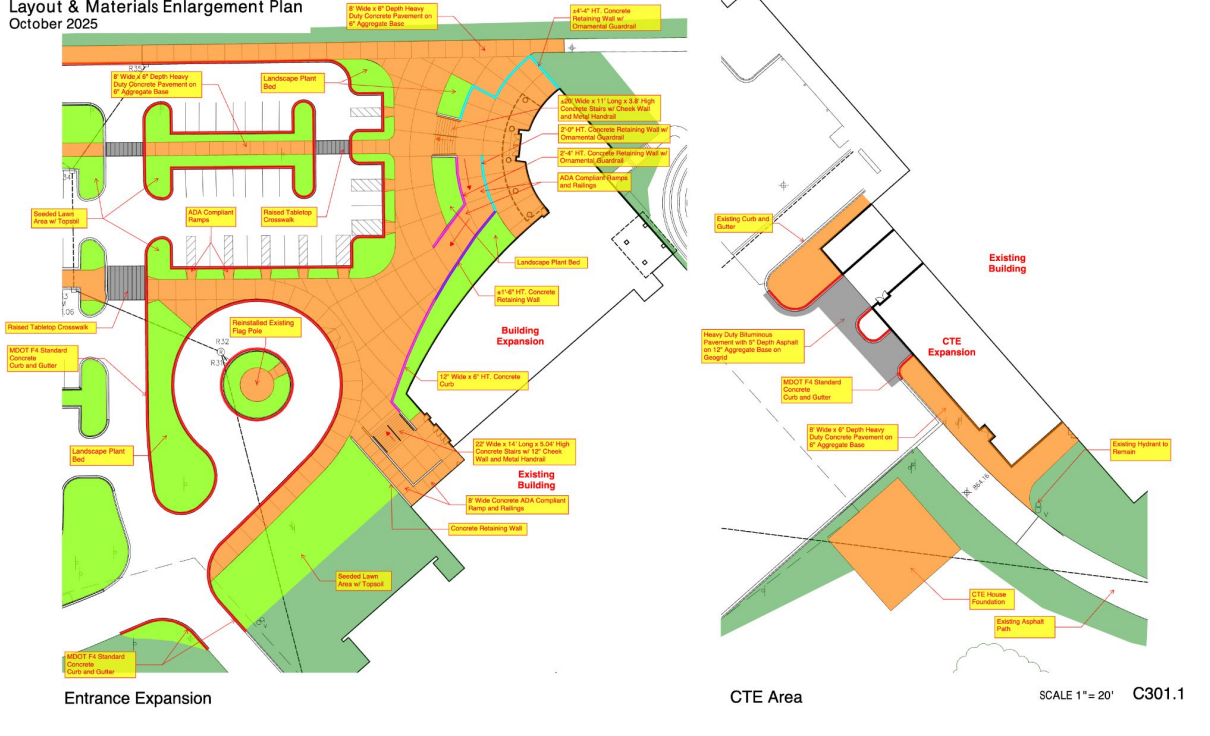 Layout & Materials Enlargement Plan
October 2025
8' Wide x 6" Depth Heavy
Duty Concrete Pavement on
6" Aggregate Base
±4'-4" HT. Concrete
Retaining Wall w/
Ornamental Guardrail
R35
8' Wide x 6" Depth Heavy
Duty Concrete Pavement on
6" Aggregate Base
Landscape Plant
Bed
±20' Wide x 11' Long x 3.8' High
Concrete Stairs w/ Cheek Wall
and Metal Handrail
2'-0" HT. Concrete Retaining Wall w/
Ornamental Guardrail
2'-4" HT. Concrete Retaining Wall w/
Ornamental Guardrail
ADA Compliant Ramps
and Railings
Seeded Lawn
Area w/ Topsoil
ADA Compliant
Ramps
Raised Tabletop
Crosswalk
Landscape Plant Bed
±1'-6" HT. Concrete
Retaining Wall
Raised Tabletop Crosswalk
Reinstalled Existing
Flag Pole
R32
R31
MDOT F4 Standard
Concrete
Curb and Gutter
Building
Expansion
12" Wide x 6" HT. Concrete
Curb
Landscape Plant
Bed
22' Wide x 14' Long x 5.04' High
Concrete Stairs w/ 12" Cheek
Wall and Metal Handrail
Existing
Building
8' Wide Concrete ADA Compliant
Ramp and Railings
Concrete Retaining Wall
Seeded Lawn
Area w/ Topsoil
MDOT F4 Standard
Concrete
Curb and Gutter
Entrance Expansion
Existing Curb and
Gutter
Existing
Building
Heavy Duty Bituminous
Pavement with 5" Depth Asphalt
on 12" Aggregate Base on
Geogrid
CTE
Expansion
MDOT F4 Standard
Concrete
Curb and Gutter
8' Wide x 6" Depth Heavy
Duty Concrete Pavement on
6" Aggregate Base
Existing Hydrant to
Remain
864.16
CTE House
Foundation
Existing Asphalt
Path
CTE Area
SCALE 1"= 20'
C301.1